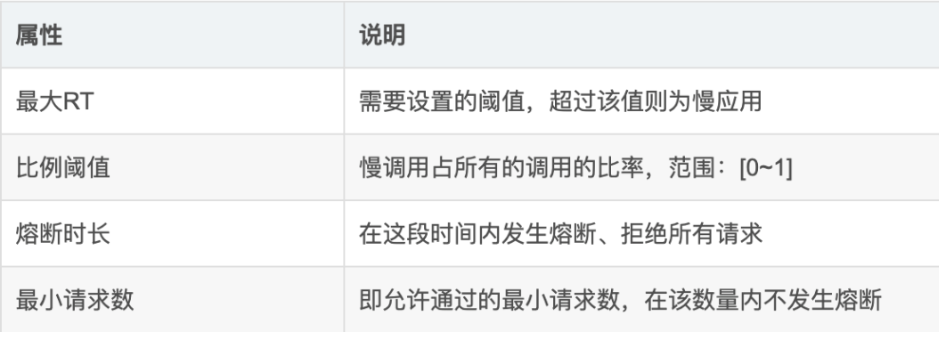 属性 说明
最大RT 需要设置的阈值，超过该值则为慢应用
比例阈值 慢调用占所有的调用的比率，范围：[0~1]
熔断时长 在这段时间内发生熔断、拒绝所有请求
最小请求数 即允许通过的最小请求数，在该数量内不发生熔断